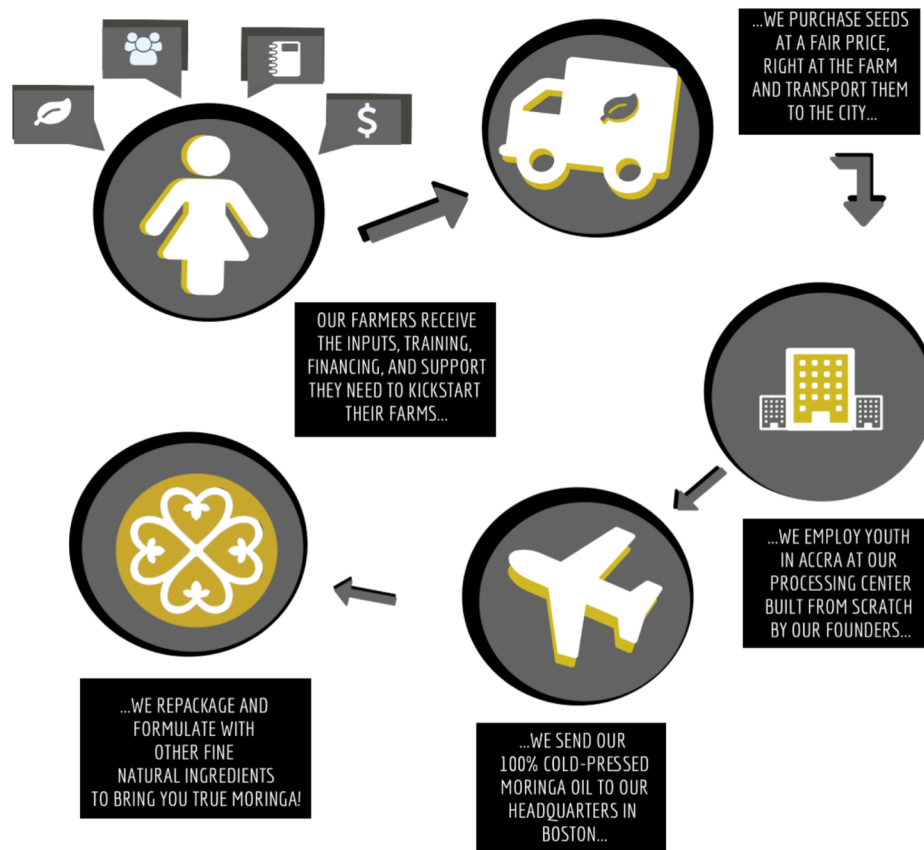 $
OUR FARMERS RECEIVE
THE INPUTS, TRAINING,
FINANCING, AND SUPPORT
THEY NEED TO KICKSTART
THEIR FARMS...
...WE PURCHASE SEEDS
AT A FAIR PRICE,
RIGHT AT THE FARM
AND TRANSPORT THEM
TO THE CITY...
...WE EMPLOY YOUTH
IN ACCRA AT OUR
PROCESSING CENTER
BUILT FROM SCRATCH
BY OUR FOUNDERS...
...WE SEND OUR
100% COLD-PRESSED
MORINGA OIL TO OUR
HEADQUARTERS IN
BOSTON...
...WE REPACKAGE AND
FORMULATE WITH
OTHER FINE
NATURAL INGREDIENTS
TO BRING YOU TRUE MORINGA!